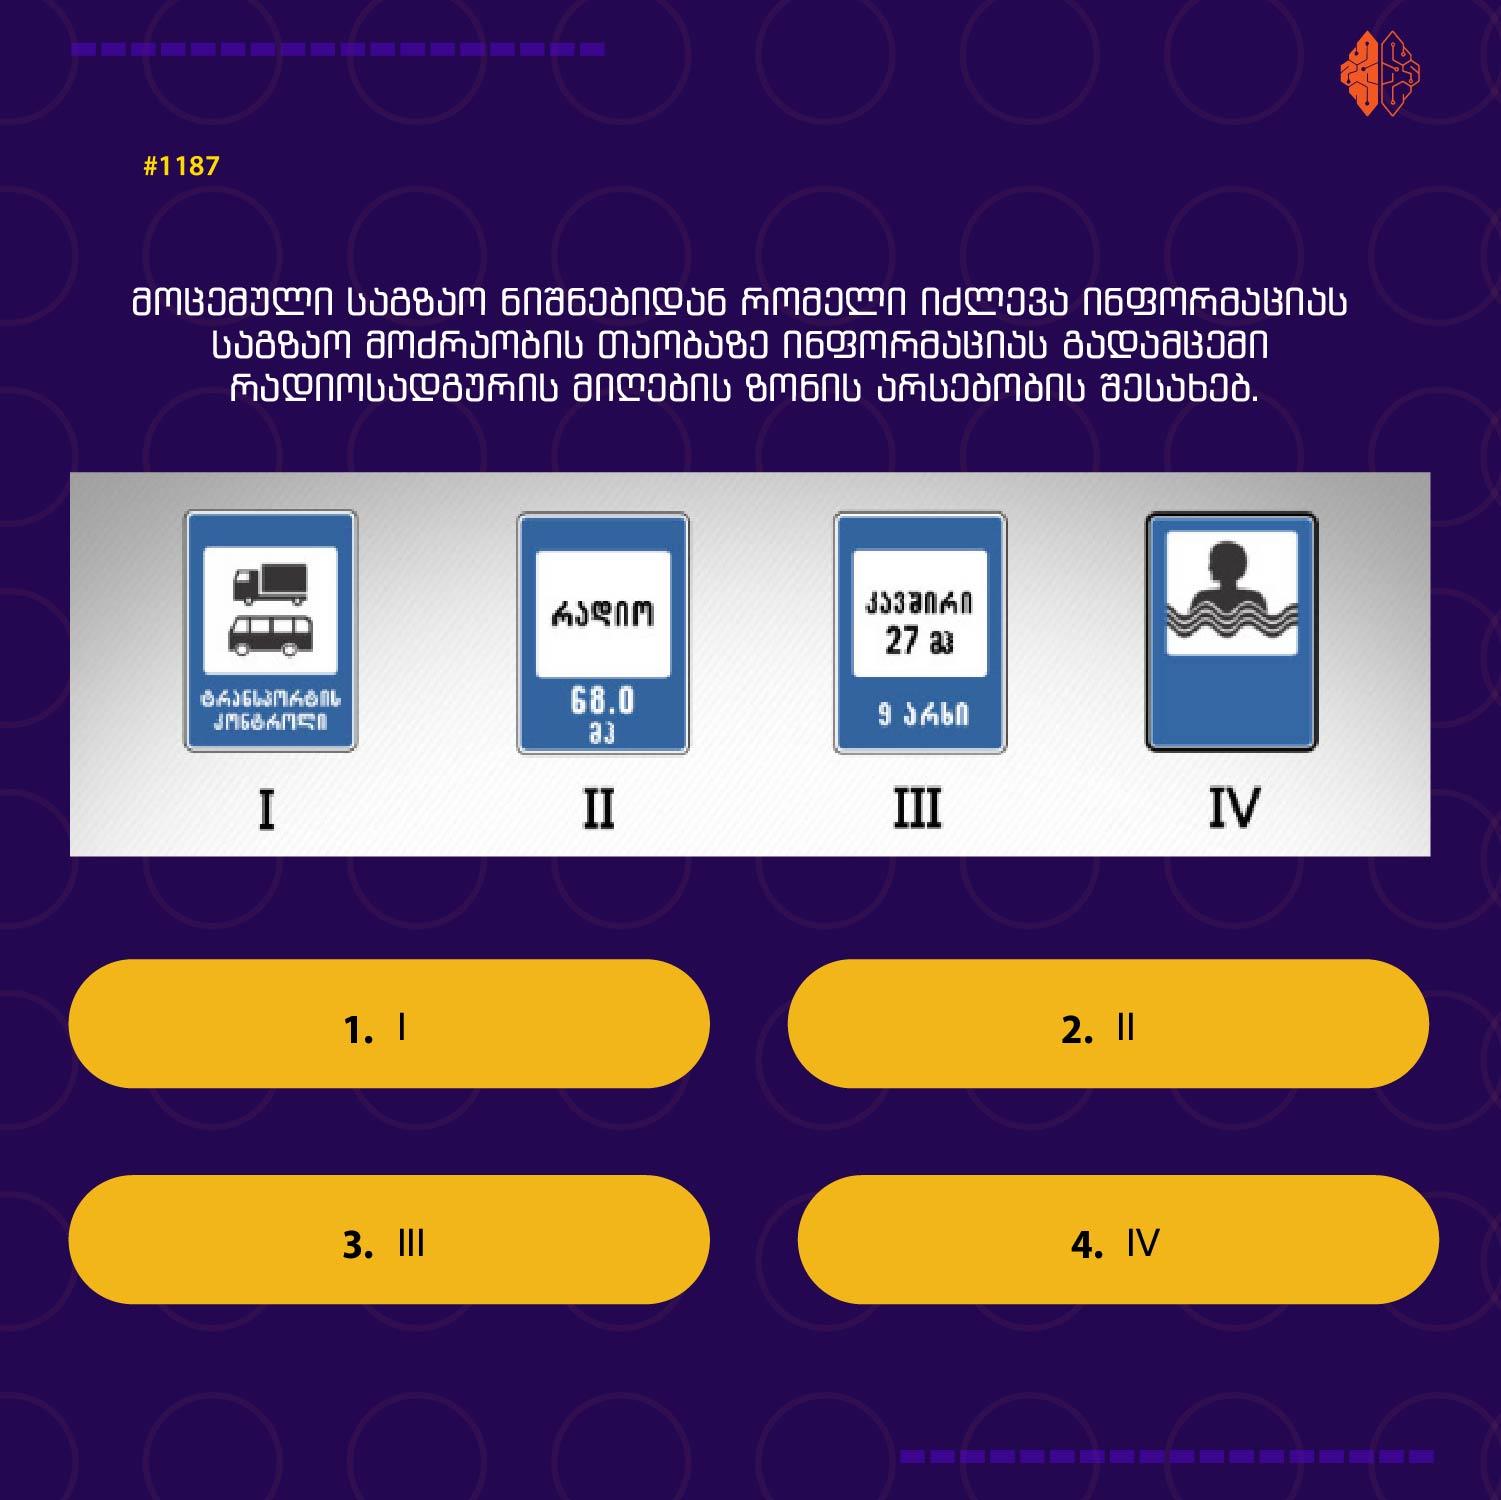 #1187
მოცემული საგზაო ნიშნებიდან რომელი იძლევა ინფორმაციას
საგზაო მოძრაობის თაობაზე ინფორმაციას გადამცემი
რადიოსადგურის მიღების ზონის არსებობის შესახებ.
ტრანსპორტის
კონტროლი
რადიო
68.0
მჰ
კავშირი
27 მჰ
9 არხი
I
II
III
IV
1. I
2. II
3. III
4. IV